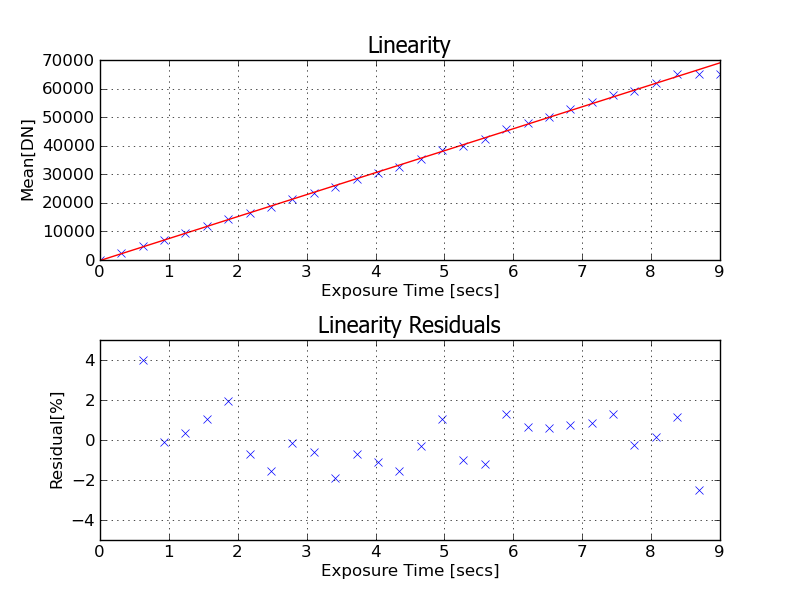 Linearity
70000
60000
50000
40000
30000
20000
10000
0
Mean[DN]
0 1 2 3 4 5 6 7 8 9
Exposure Time [secs]
Linearity Residuals
4
2
0
−2
−4
Residual[%]
0 1 2 3 4 5 6 7 8 9
Exposure Time [secs]